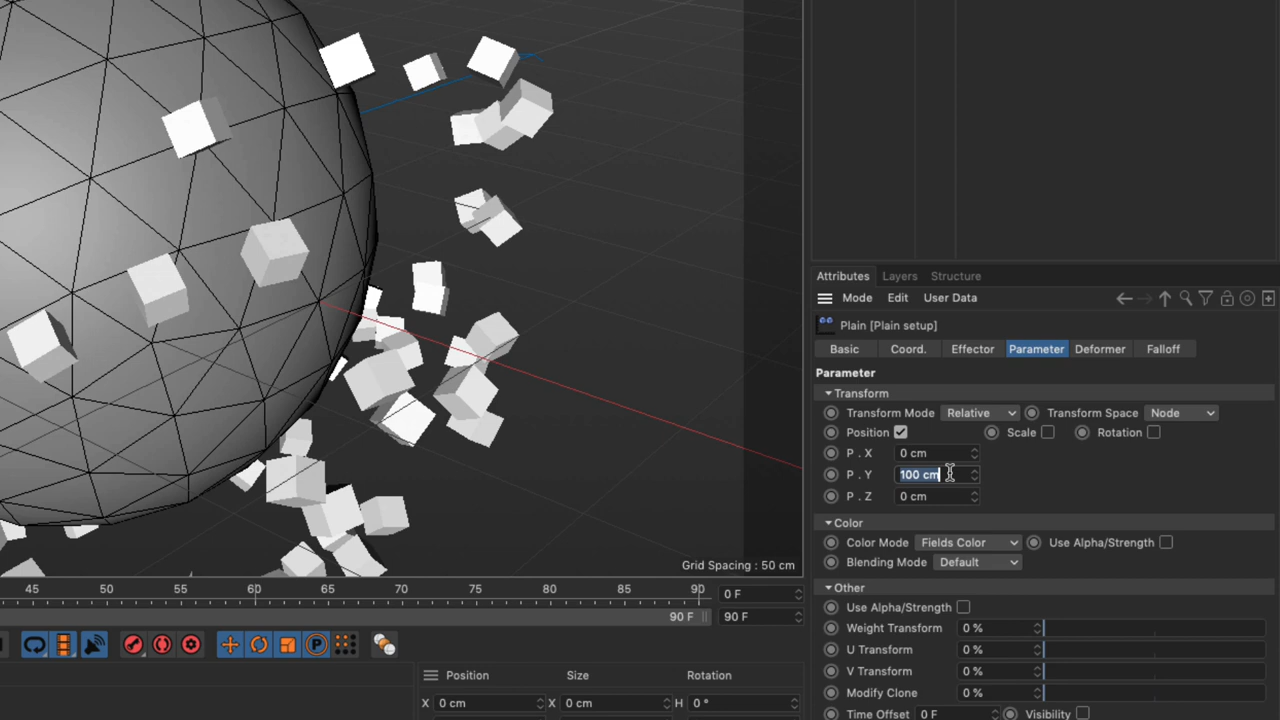 Attributes Layers Structure
Mode Edit User Data
Plain [Plain setup]
Basic Coord. Effector Parameter Deformer Falloff
Parameter
Transform
Transform Mode Relative Transform Space Node
Position Scale Rotation
P . X 0 cm
P . Y 100 cm
P . Z 0 cm
Color
Color Mode Fields Color Use Alpha/Strength
Blending Mode Default
Other
Use Alpha/Strength
Weight Transform 0 %
U Transform 0 %
V Transform 0 %
Modify Clone 0 %
Time Offset 0 F Visibility
Grid Spacing : 50 cm
45 50 55 60 65 70 75 80 85 90 0 F
90 F 90 F
P
Position Size Rotation
X 0 cm X 0 cm H 0 °